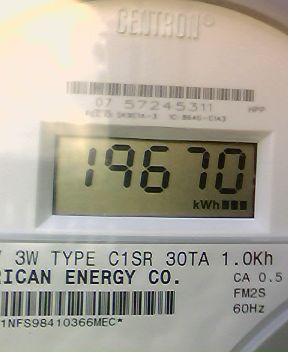 CENTRON®
07 57245311 HPP
19670
kWh
3W TYPE C1SR 30TA 1.0Kh
RICAN ENERGY CO. CA 0.5
FM2S
1NFS98410366MEC* 60Hz